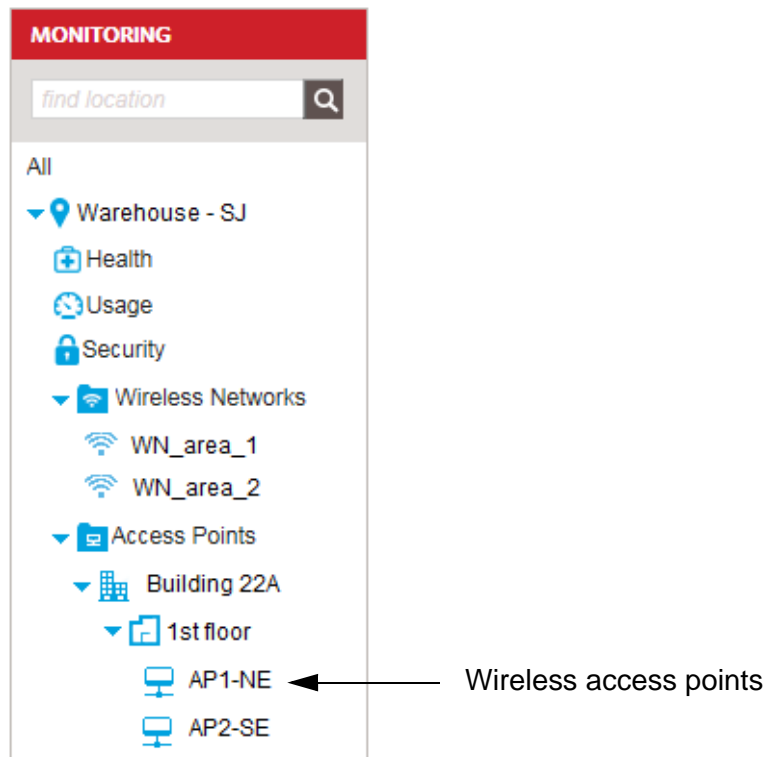 MONITORING
find location
All
Warehouse - SJ
Health
Usage
Security
Wireless Networks
WN_area_1
WN_area_2
Access Points
Building 22A
1st floor
AP1-NE
Wireless access points
AP2-SE